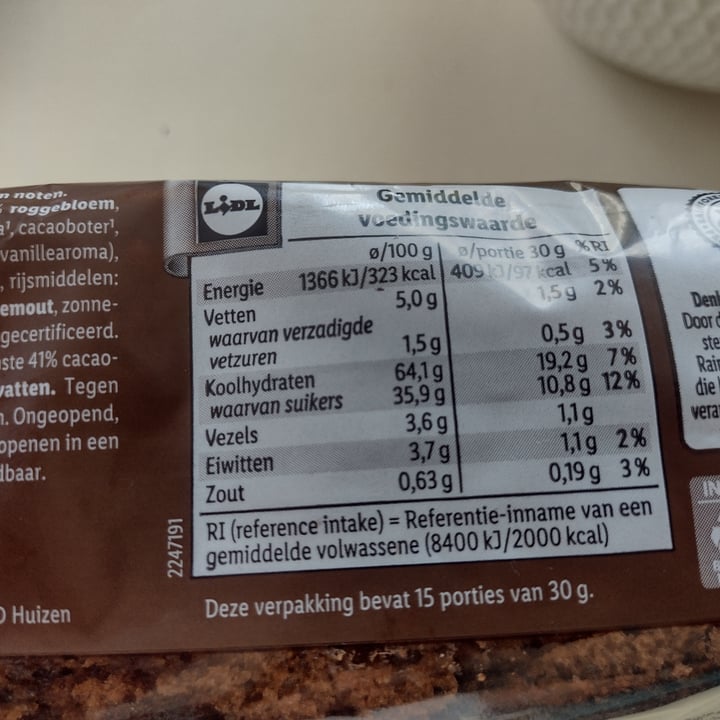 n noten.
roggebloem,
a¹, cacaoboter¹,
vanillearoma),
, rijsmiddelen:
emout, zonne-
gecertificeerd.
ste 41% cacao-
vatten. Tegen
n. Ongeopend,
openen in een
dbaar.
D Huizen
LIDL
Gemiddelde
voedingswaarde
ø/100 g ø/portie 30 g %RI
Energie 1366 kJ/323 kcal 409 kJ/97 kcal 5%
Vetten 5,0 g 1,5 g 2%
waarvan verzadigde
vetzuren 1,5 g 0,5 g 3%
Koolhydraten 64,1 g 19,2 g 7%
waarvan suikers 35,9 g 10,8 g 12%
Vezels 3,6 g 1,1 g
Eiwitten 3,7 g 1,1 g 2%
Zout 0,63 g 0,19 g 3%
RI (reference intake) = Referentie-inname van een
gemiddelde volwassene (8400 kJ/2000 kcal)
2247191
Deze verpakking bevat 15 porties van 30 g.
Denk
Door d
ste
Rai
die
vera
IN